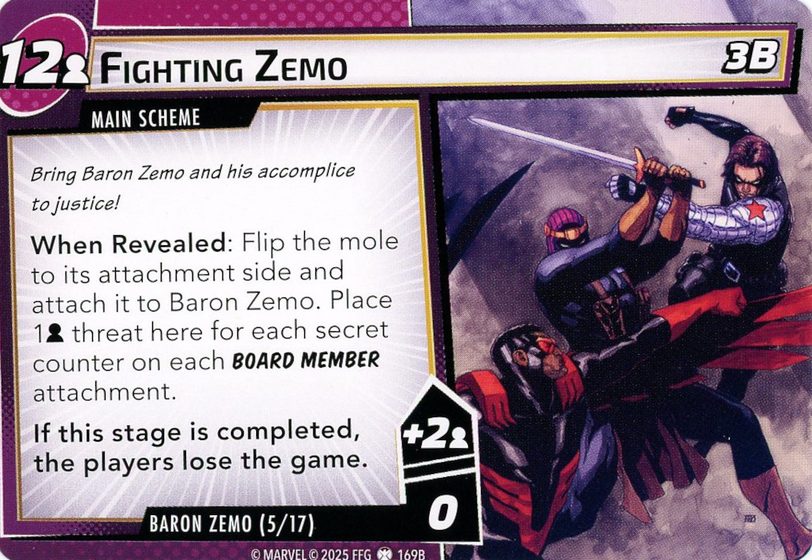 12
FIGHTING ZEMO
3B
MAIN SCHEME
Bring Baron Zemo and his accomplice
to justice!
When Revealed: Flip the mole
to its attachment side and
attach it to Baron Zemo. Place
1 threat here for each secret
counter on each BOARD MEMBER
attachment.
If this stage is completed,
the players lose the game.
+2
0
BARON ZEMO (5/17)
© MARVEL © 2025 FFG 169B